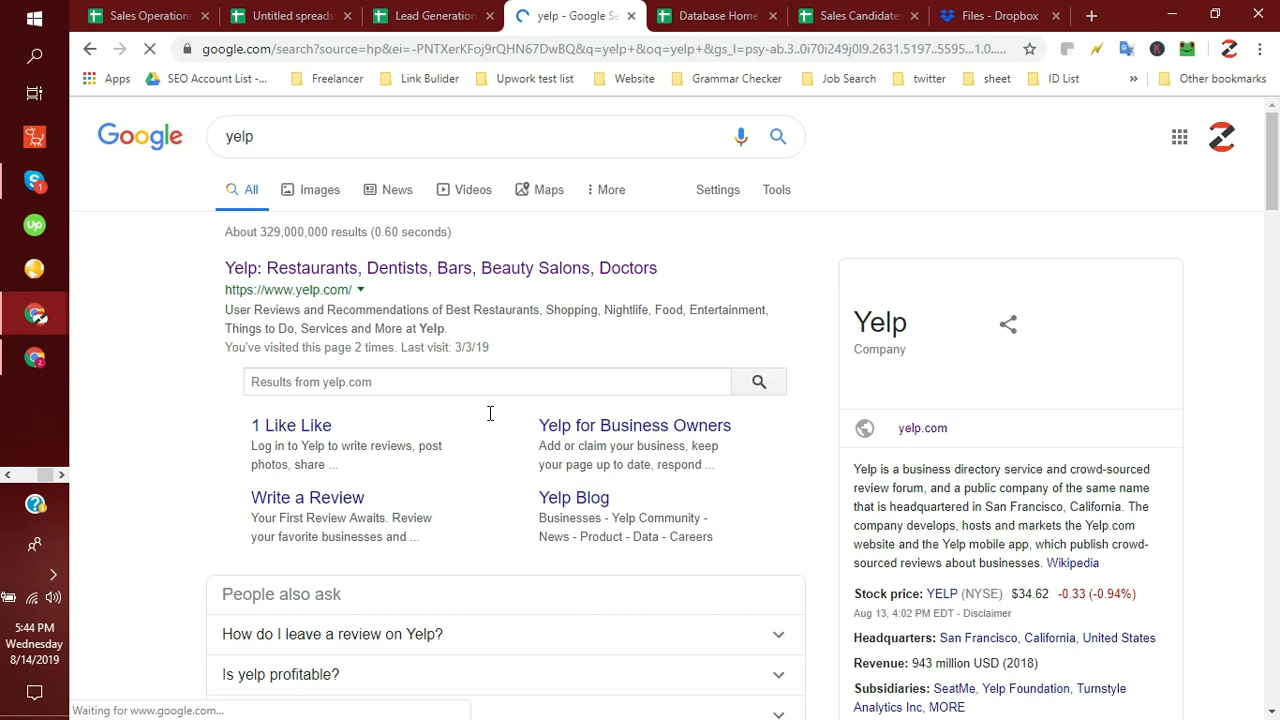 Sales Operations
Untitled spreads
Lead Generation
yelp - Google Se
Database Home
Sales Candidate
Files - Dropbox
google.com/search?source=hp&ei=-PNTXerKFoj9rQHN67DwBQ&q=yelp+&oq=yelp+&gs_l=psy-ab.3..0i70i249j0l9.2631.5197..5595...1.0.....
Apps
SEO Account List -...
Freelancer
Link Builder
Upwork test list
Website
Grammar Checker
Job Search
twitter
sheet
ID List
Other bookmarks
Google
yelp
All
Images
News
Videos
Maps
More
Settings
Tools
About 329,000,000 results (0.60 seconds)
Yelp: Restaurants, Dentists, Bars, Beauty Salons, Doctors
https://www.yelp.com/
User Reviews and Recommendations of Best Restaurants, Shopping, Nightlife, Food, Entertainment,
Things to Do, Services and More at Yelp.
You've visited this page 2 times. Last visit: 3/3/19
Results from yelp.com
1 Like Like
Log in to Yelp to write reviews, post
photos, share ...
Yelp for Business Owners
Add or claim your business, keep
your page up to date, respond ...
Write a Review
Your First Review Awaits. Review
your favorite businesses and ...
Yelp Blog
Businesses - Yelp Community -
News - Product - Data - Careers
People also ask
How do I leave a review on Yelp?
Is yelp profitable?
Yelp
Company
yelp.com
Yelp is a business directory service and crowd-sourced
review forum, and a public company of the same name
that is headquartered in San Francisco, California. The
company develops, hosts and markets the Yelp.com
website and the Yelp mobile app, which publish crowd-
sourced reviews about businesses. Wikipedia
Stock price: YELP (NYSE) $34.62 -0.33 (-0.94%)
Aug 13, 4:02 PM EDT - Disclaimer
Headquarters: San Francisco, California, United States
Revenue: 943 million USD (2018)
Subsidiaries: SeatMe, Yelp Foundation, Turnstyle
Analytics Inc, MORE
Waiting for www.google.com...
5:44 PM
Wednesday
8/14/2019